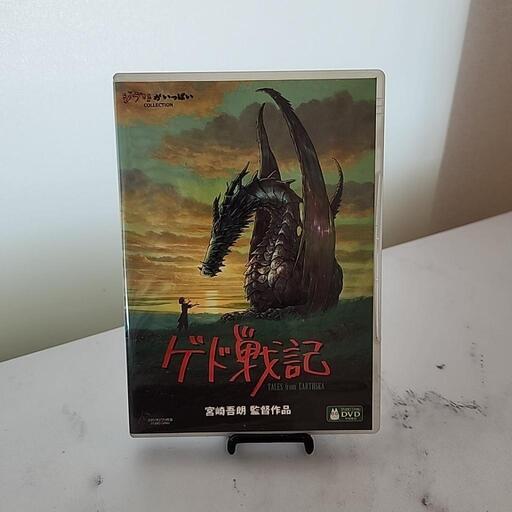 ジブリがいっぱい
COLLECTION
ゲド戦記
TALES from EARTHSEA
宮崎吾朗 監督作品
DVD